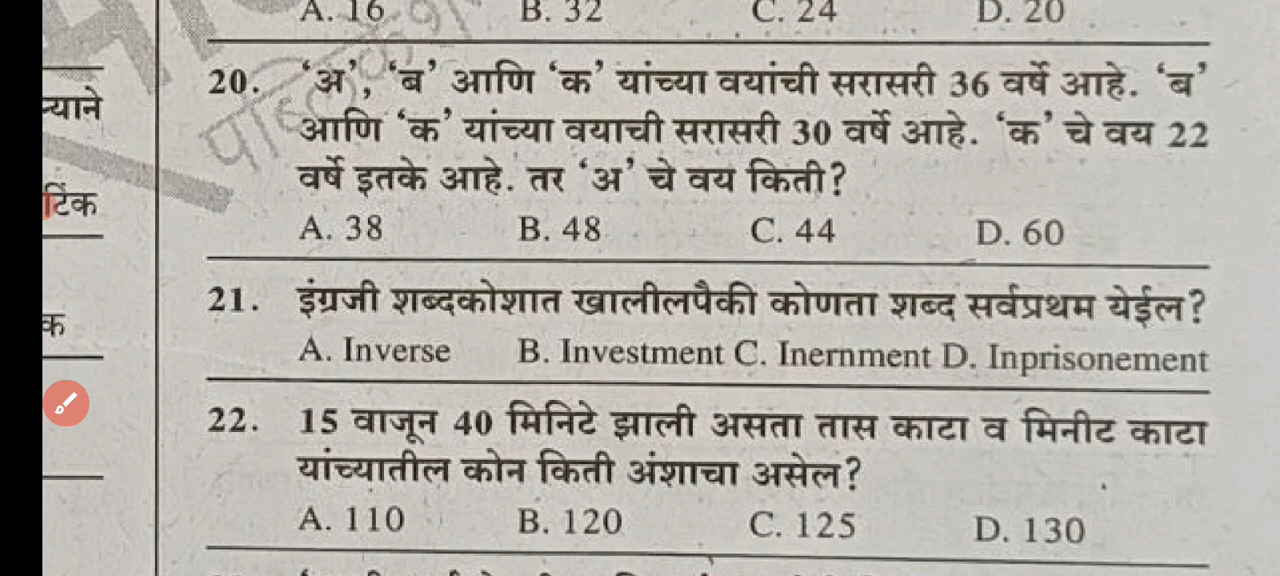 A. 16 B. 32 C. 24 D. 20
20. 'अ', 'ब' आणि 'क' यांच्या वयांची सरासरी 36 वर्षे आहे. 'ब'
आणि 'क' यांच्या वयाची सरासरी 30 वर्षे आहे. 'क' चे वय 22
वर्षे इतके आहे. तर 'अ' चे वय किती?
A. 38 B. 48 C. 44 D. 60
21. इंग्रजी शब्दकोशात खालीलपैकी कोणता शब्द सर्वप्रथम येईल?
A. Inverse B. Investment C. Inernment D. Inprisonement
22. 15 वाजून 40 मिनिटे झाली असता तास काटा व मिनीट काटा
यांच्यातील कोन किती अंशाचा असेल?
A. 110 B. 120 C. 125 D. 130